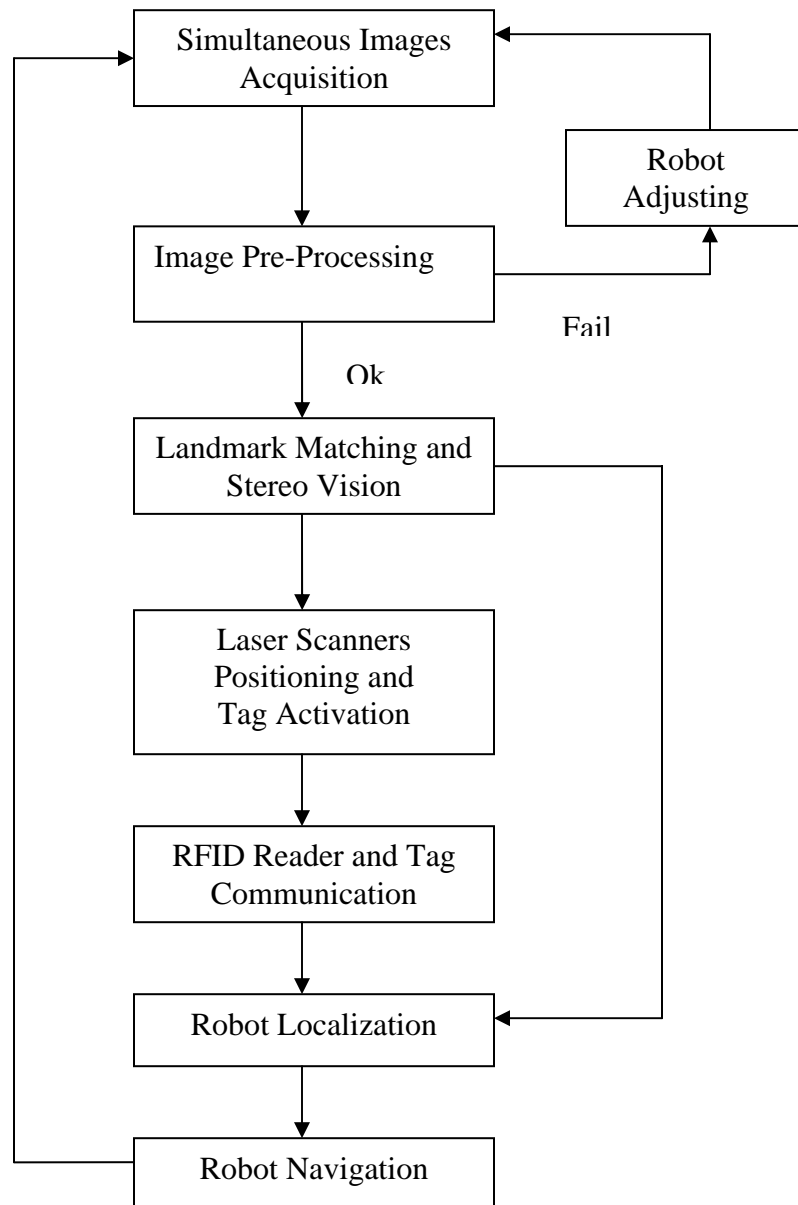 Simultaneous Images
Acquisition
Robot
Adjusting
Image Pre-Processing
Fail
Ok
Landmark Matching and
Stereo Vision
Laser Scanners
Positioning and
Tag Activation
RFID Reader and Tag
Communication
Robot Localization
Robot Navigation